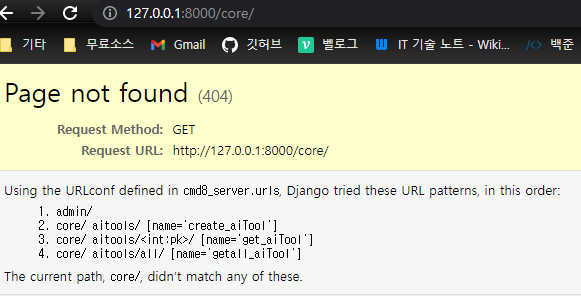 127.0.0.1:8000/core/
기타 무료소스 Gmail 깃허브 벨로그 IT 기술 노트 - Wiki... 백준
Page not found (404)
Request Method: GET
Request URL: http://127.0.0.1:8000/core/
Using the URLconf defined in cmd8_server.urls, Django tried these URL patterns, in this order:
1. admin/
2. core/ aitools/ [name='create_aiTool']
3. core/ aitools/<int:pk>/ [name='get_aiTool']
4. core/ aitools/all/ [name='getall_aiTool']
The current path, core/, didn't match any of these.